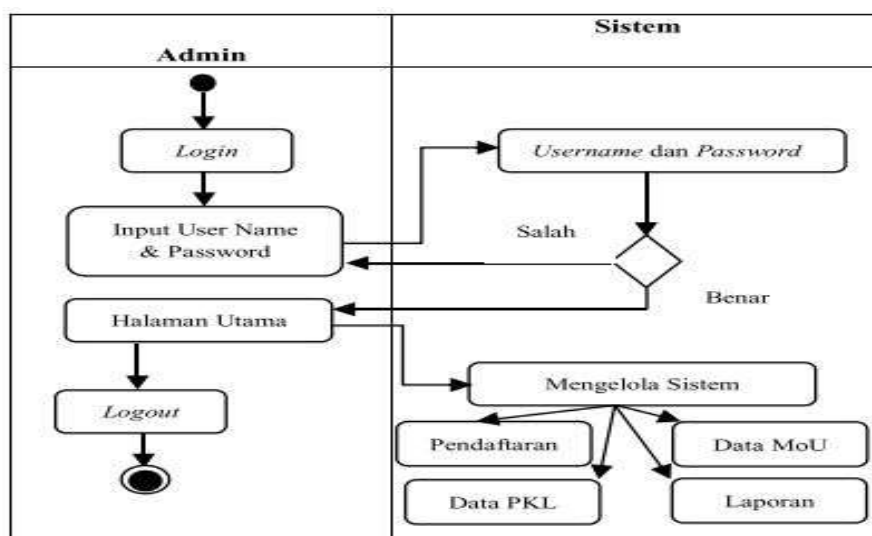 Admin
Sistem
Login
Username dan Password
Input User Name
& Password
Salah
Benar
Halaman Utama
Mengelola Sistem
Logout
Pendaftaran
Data MoU
Data PKL
Laporan